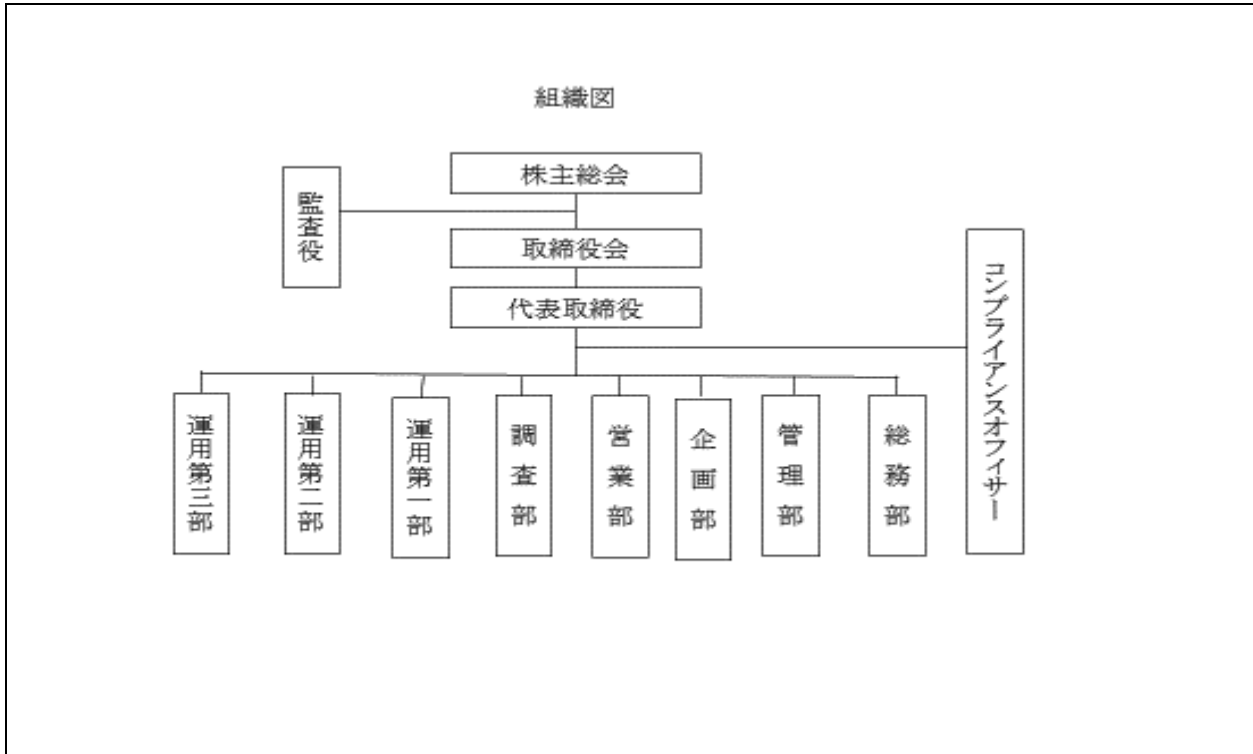 組織図
株主総会
監査役
取締役会
代表取締役
コンプライアンスオフィサー
運用第三部
運用第二部
運用第一部
調査部
営業部
企画部
管理部
総務部